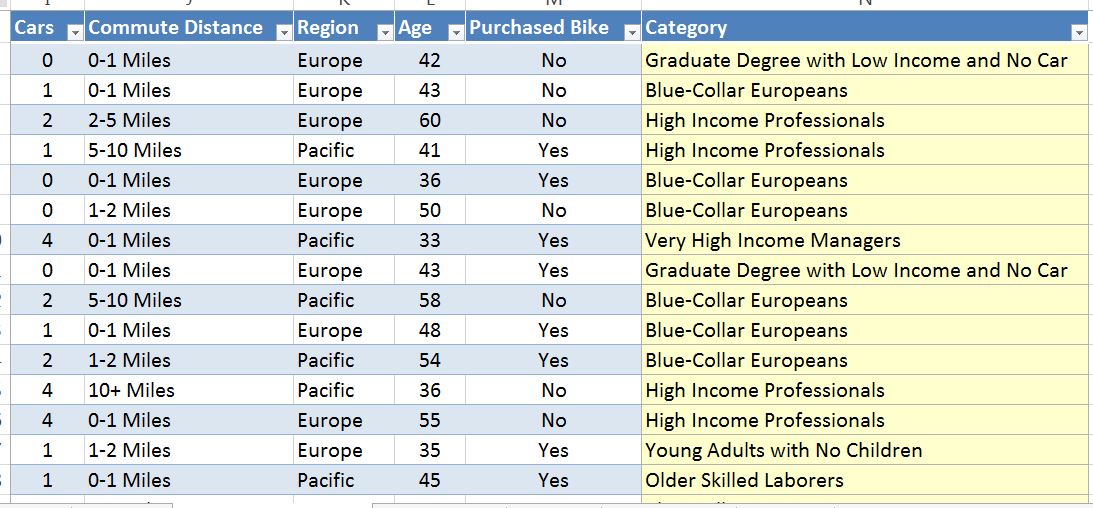 Cars Commute Distance Region Age Purchased Bike Category
0 0-1 Miles Europe 42 No Graduate Degree with Low Income and No Car
1 0-1 Miles Europe 43 No Blue-Collar Europeans
2 2-5 Miles Europe 60 No High Income Professionals
1 5-10 Miles Pacific 41 Yes High Income Professionals
0 0-1 Miles Europe 36 Yes Blue-Collar Europeans
0 1-2 Miles Europe 50 No Blue-Collar Europeans
4 0-1 Miles Pacific 33 Yes Very High Income Managers
0 0-1 Miles Europe 43 Yes Graduate Degree with Low Income and No Car
2 5-10 Miles Pacific 58 No Blue-Collar Europeans
1 0-1 Miles Europe 48 Yes Blue-Collar Europeans
2 1-2 Miles Pacific 54 Yes Blue-Collar Europeans
4 10+ Miles Pacific 36 No High Income Professionals
4 0-1 Miles Europe 55 No High Income Professionals
1 1-2 Miles Europe 35 Yes Young Adults with No Children
1 0-1 Miles Pacific 45 Yes Older Skilled Laborers